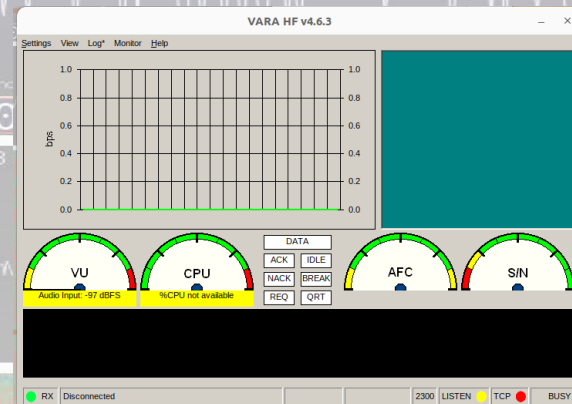 VARA HF v4.6.3
Settings View Log* Monitor Help
1.0 1.0
0.8 0.8
0.6 0.6
bps
0.4 0.4
0.2 0.2
0.0 0.0
DATA
ACK IDLE
NACK BREAK
REQ QRT
VU CPU AFC S/N
Audio Input: -97 dBFS %CPU not available
RX Disconnected 2300 LISTEN TCP BUSY